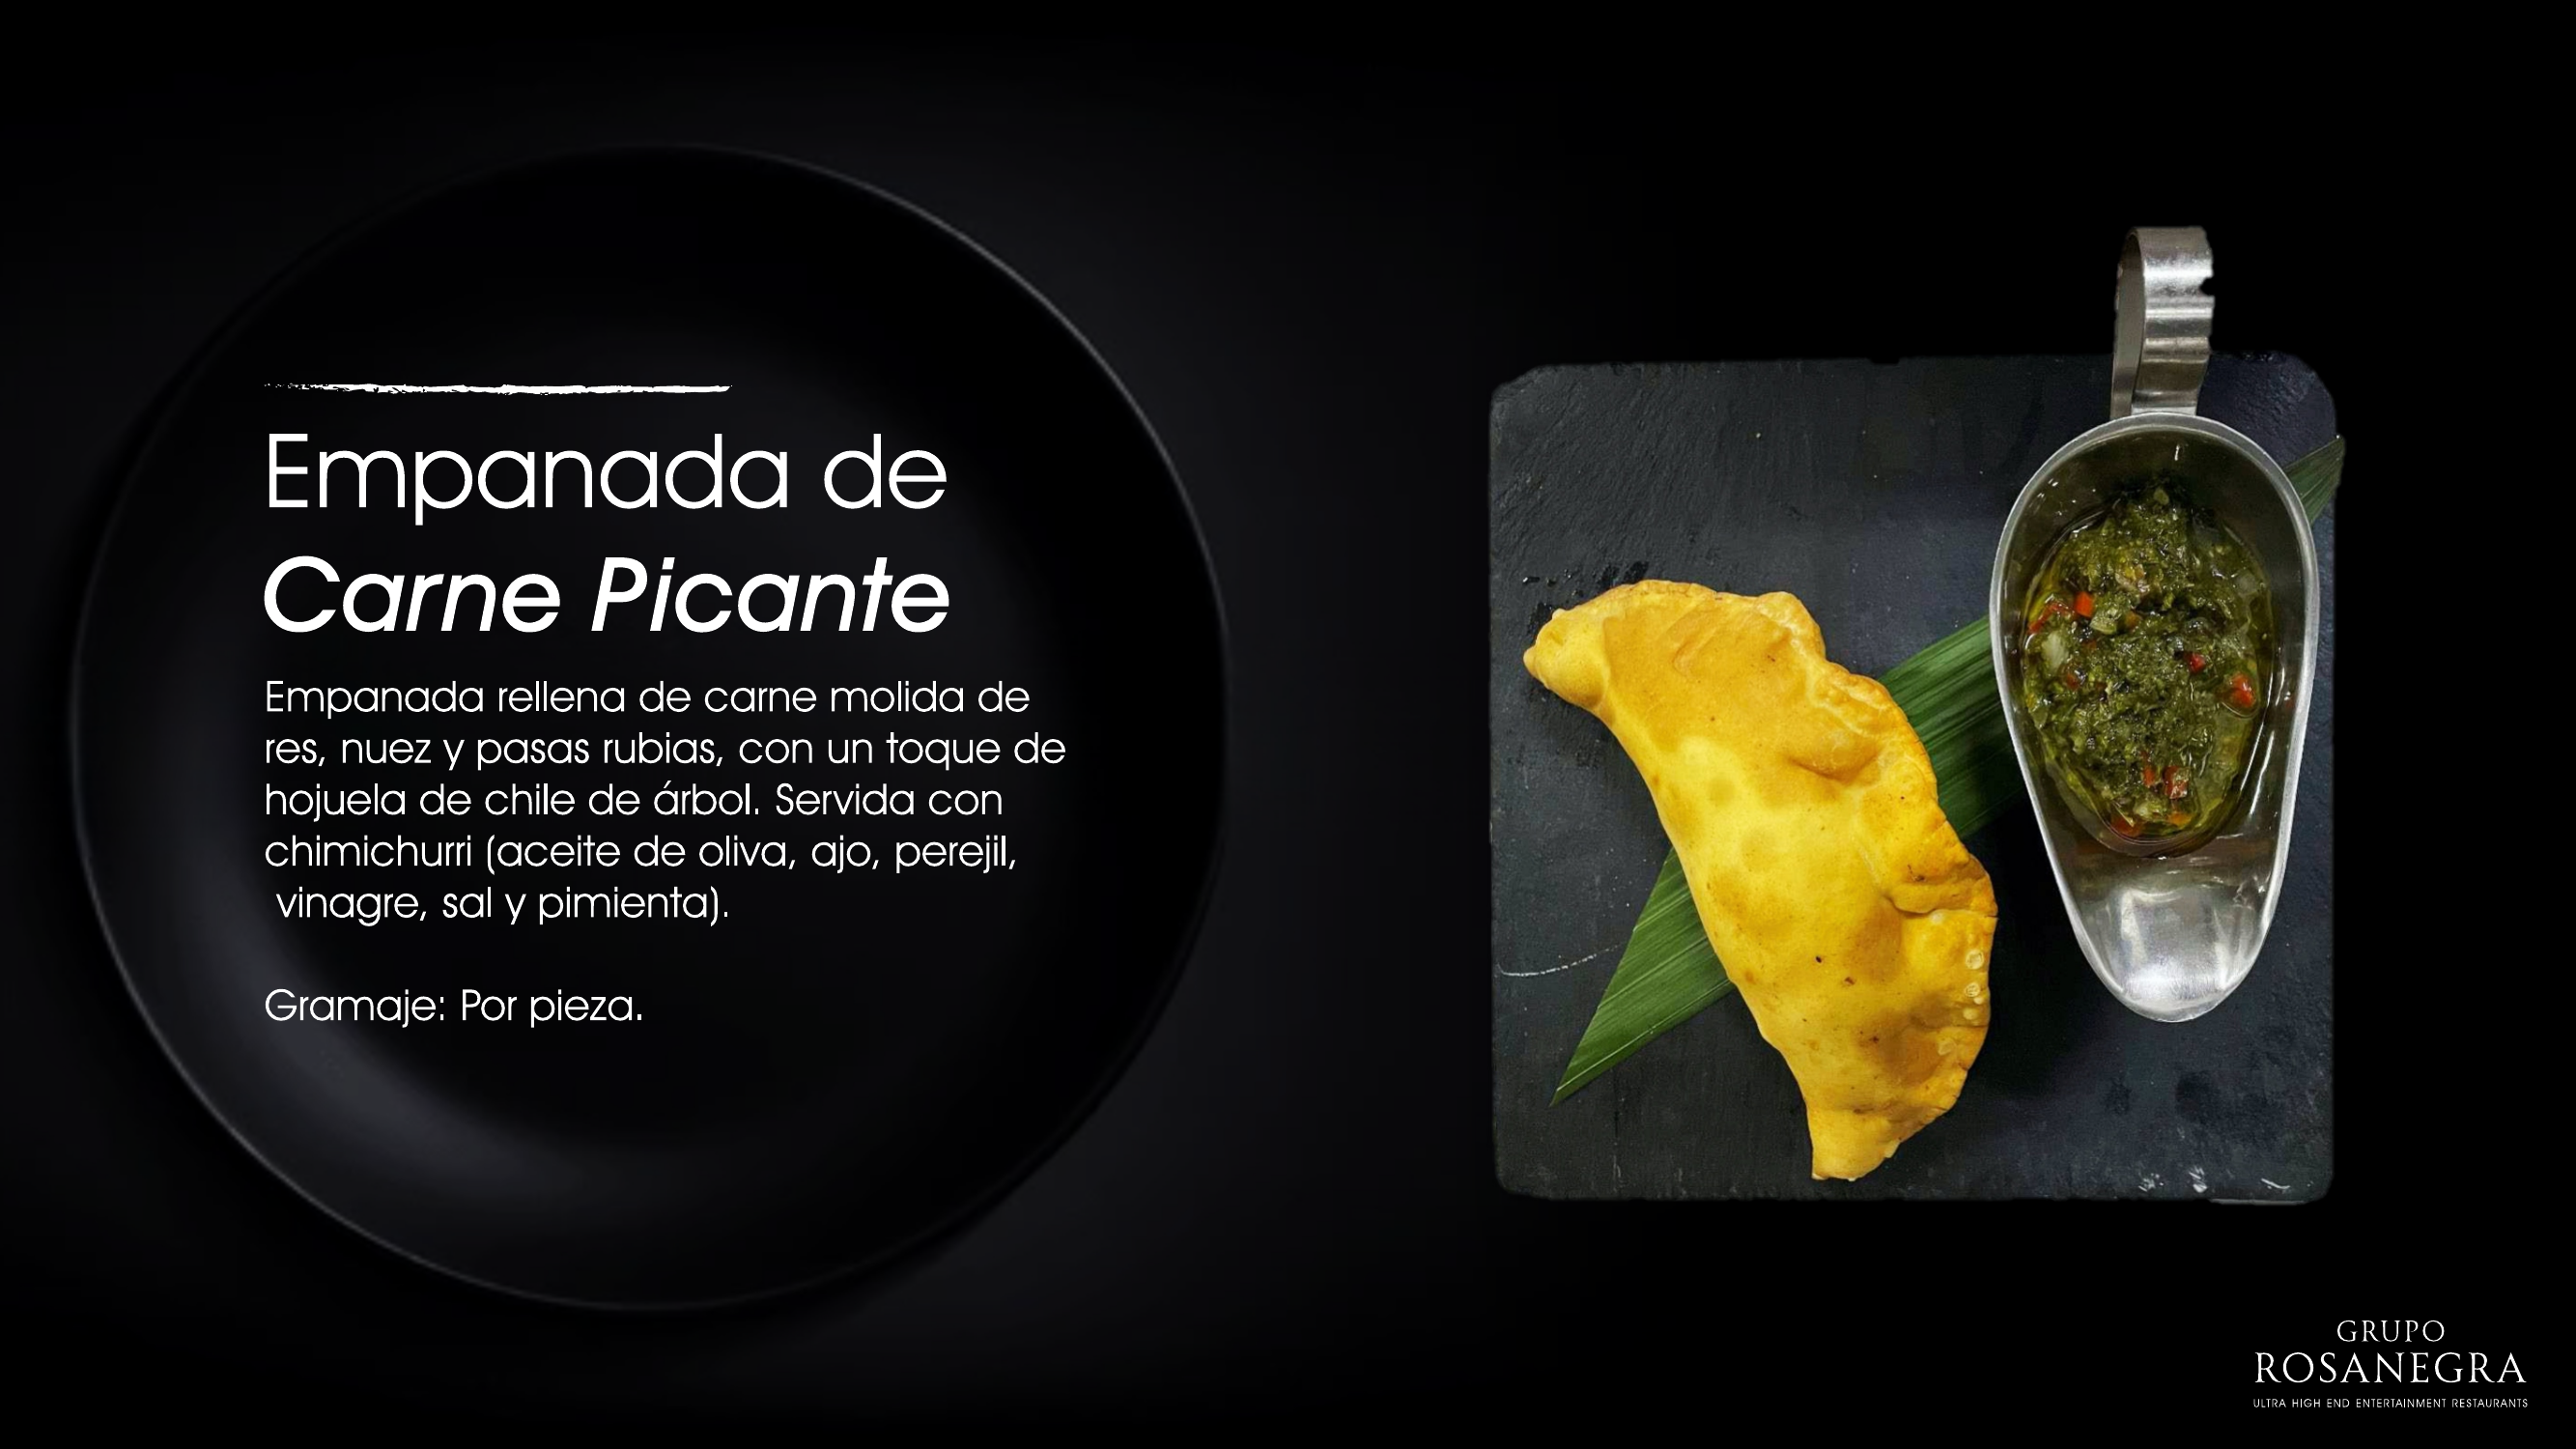 Empanada de
Carne Picante
Empanada rellena de carne molida de
res, nuez y pasas rubias, con un toque de
hojuela de chile de árbol. Servida con
chimichurri (aceite de oliva, ajo, perejil,
vinagre, sal y pimienta).
Gramaje: Por pieza.
GRUPO
ROSANEGRA
ULTRA HIGH END ENTERTAINMENT RESTAURANTS